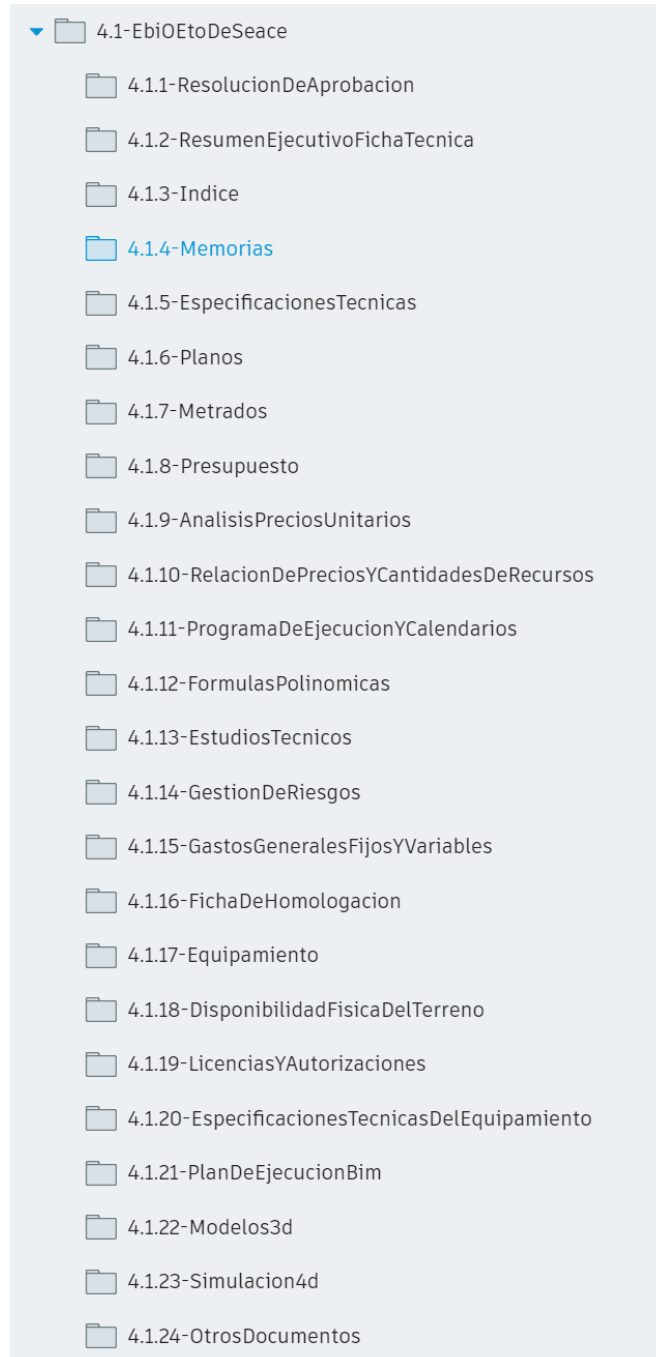 4.1-EbiOEtoDeSeace
4.1.1-ResolucionDeAprobacion
4.1.2-ResumenEjecutivoFichaTecnica
4.1.3-Indice
4.1.4-Memorias
4.1.5-EspecificacionesTecnicas
4.1.6-Planos
4.1.7-Metrados
4.1.8-Presupuesto
4.1.9-AnalisisPreciosUnitarios
4.1.10-RelacionDePreciosYCantidadesDeRecursos
4.1.11-ProgramaDeEjecucionYCalendarios
4.1.12-FormulasPolinomicas
4.1.13-EstudiosTecnicos
4.1.14-GestionDeRiesgos
4.1.15-GastosGeneralesFijosYVariables
4.1.16-FichaDeHomologacion
4.1.17-Equipamiento
4.1.18-DisponibilidadFisicaDelTerreno
4.1.19-LicenciasYAutorizaciones
4.1.20-EspecificacionesTecnicasDelEquipamiento
4.1.21-PlanDeEjecucionBim
4.1.22-Modelos3d
4.1.23-Simulacion4d
4.1.24-OtrosDocumentos